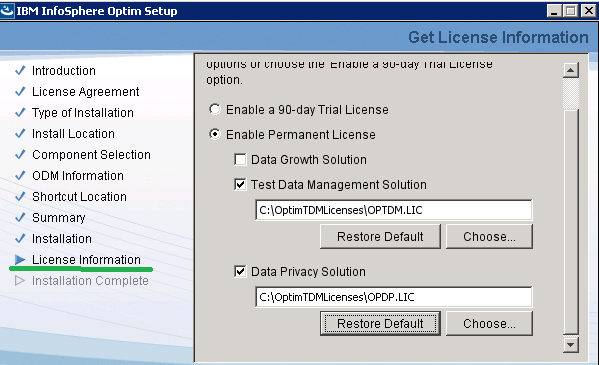 IBM InfoSphere Optim Setup
Get License Information
Introduction
License Agreement
Type of Installation
Install Location
Component Selection
ODM Information
Shortcut Location
Summary
Installation
License Information
Installation Complete
options or choose the 'Enable a 90-day Trial License
option.
Enable a 90-day Trial License
Enable Permanent License
Data Growth Solution
Test Data Management Solution
C:\OptimTDMLicenses\OPTDM.LIC
Restore Default Choose...
Data Privacy Solution
C:\OptimTDMLicenses\OPDP.LIC
Restore Default Choose...